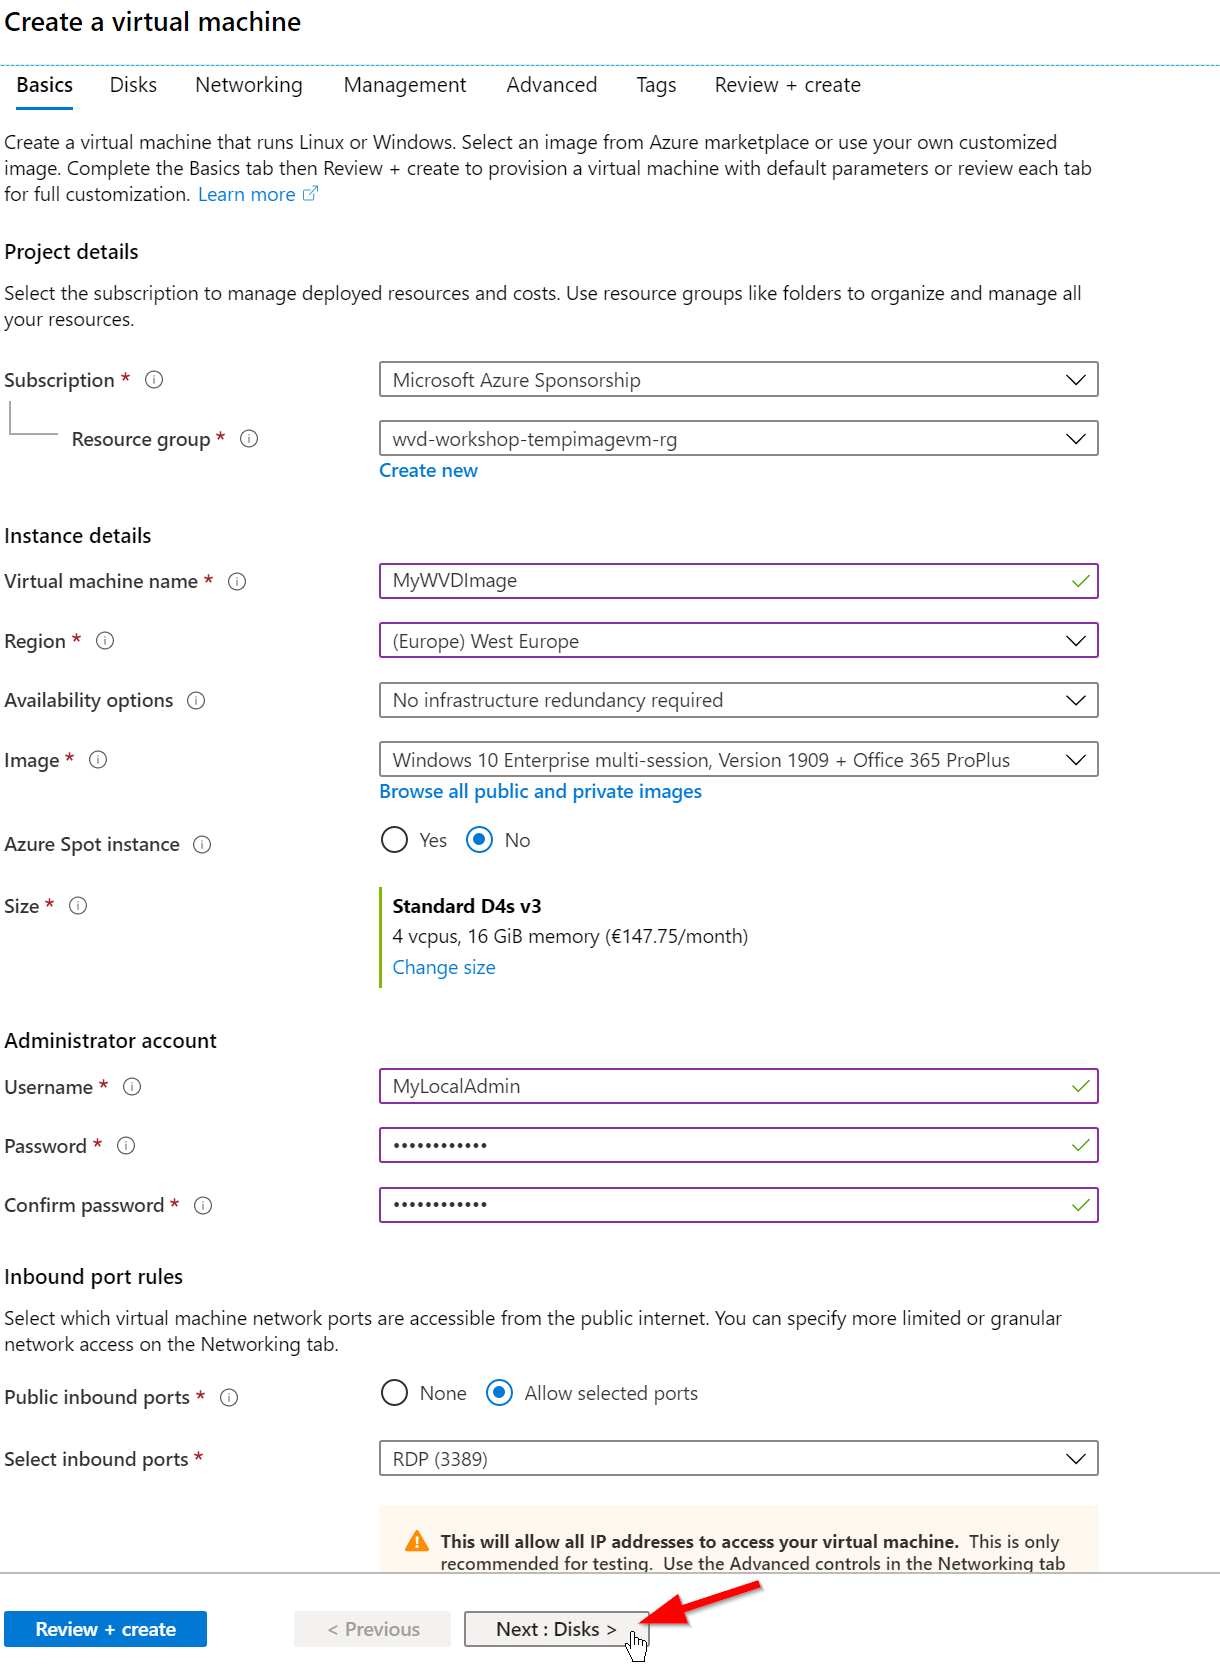 Create a virtual machine
Basics Disks Networking Management Advanced Tags Review + create
Create a virtual machine that runs Linux or Windows. Select an image from Azure marketplace or use your own customized
image. Complete the Basics tab then Review + create to provision a virtual machine with default parameters or review each tab
for full customization. Learn more
Project details
Select the subscription to manage deployed resources and costs. Use resource groups like folders to organize and manage all
your resources.
Subscription * Microsoft Azure Sponsorship
Resource group * wvd-workshop-tempimagevm-rg
Create new
Instance details
Virtual machine name * MyWVDImage
Region * (Europe) West Europe
Availability options No infrastructure redundancy required
Image * Windows 10 Enterprise multi-session, Version 1909 + Office 365 ProPlus
Browse all public and private images
Azure Spot instance Yes No
Size * Standard D4s v3
4 vcpus, 16 GiB memory (€147.75/month)
Change size
Administrator account
Username * MyLocalAdmin
Password * ••••••••••••
Confirm password * ••••••••••••
Inbound port rules
Select which virtual machine network ports are accessible from the public internet. You can specify more limited or granular
network access on the Networking tab.
Public inbound ports * None Allow selected ports
Select inbound ports * RDP (3389)
This will allow all IP addresses to access your virtual machine. This is only
recommended for testing. Use the Advanced controls in the Networking tab
Review + create < Previous Next : Disks >